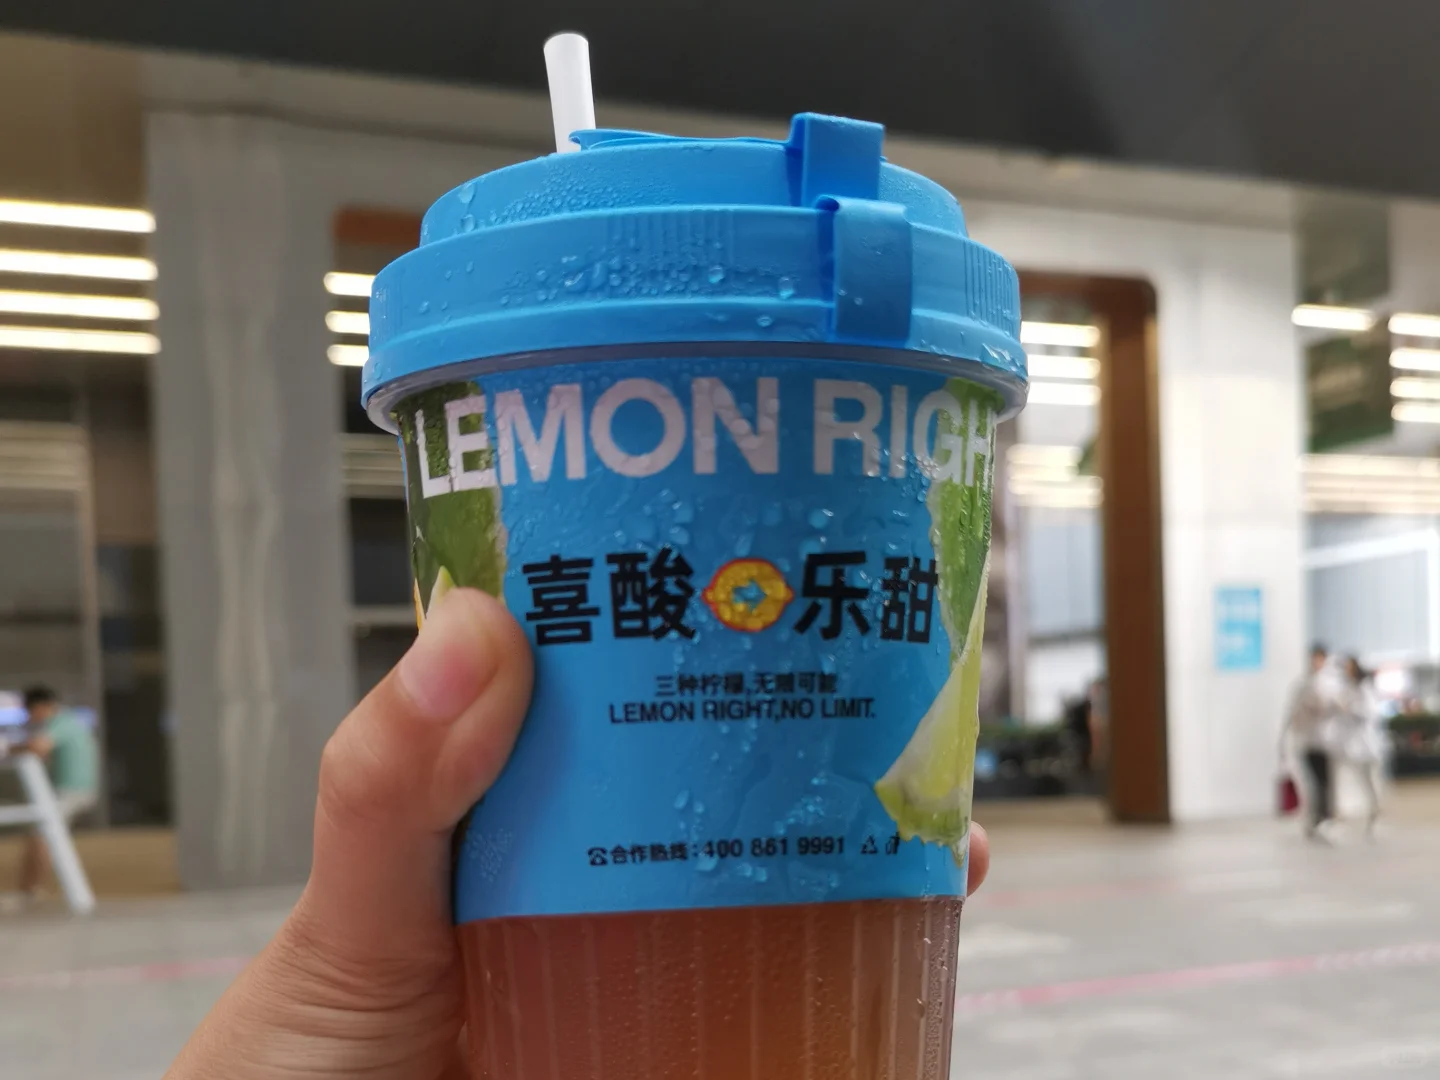 LEMON RIGH
喜酸乐甜
三种柠檬,无限可能
LEMON RIGHT,NO LIMIT.
合作热线:400 861 9991